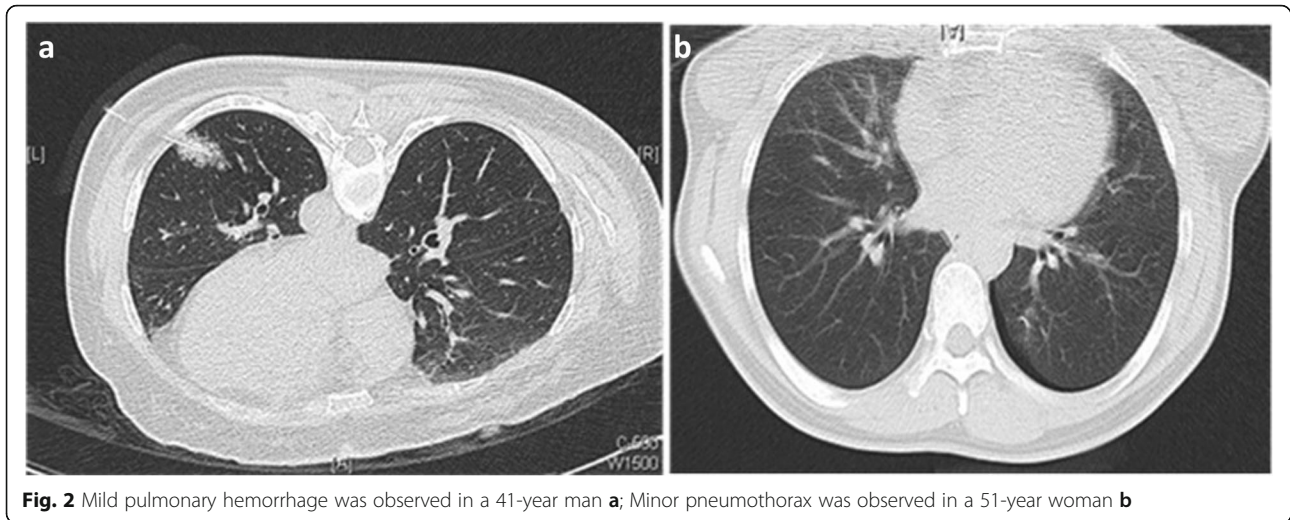 a
b
[L]
[R]
C-500
W1500
[A]
Fig. 2 Mild pulmonary hemorrhage was observed in a 41-year man a; Minor pneumothorax was observed in a 51-year woman b